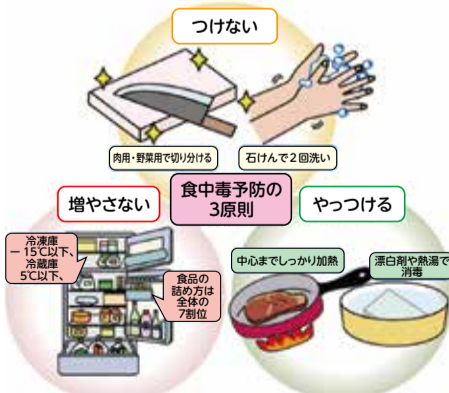 つけない
肉用・野菜用で切り分ける
石けんで2回洗い
食中毒予防の
3原則
増やさない
やっつける
冷凍庫
－15℃以下、
冷蔵庫
5℃以下、
食品の
詰め方は
全体の
7割位
中心までしっかり加熱
漂白剤や熱湯で
消毒